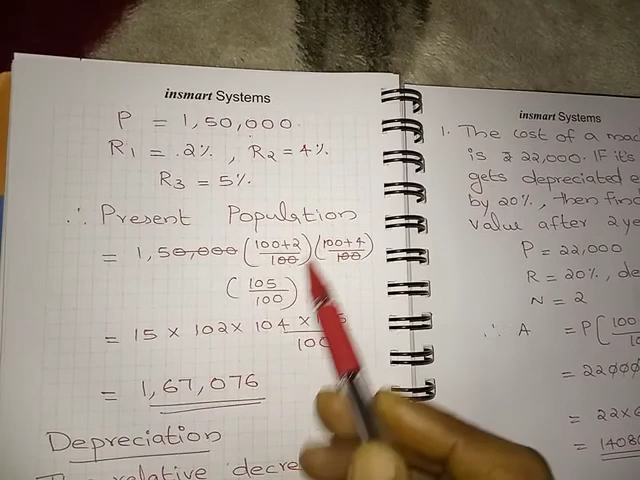 insmart Systems
P = 1,50,000
R1 = 2% , R2 = 4%
R3 = 5%
∴ Present Population
= 1,50,000 (100+2/100) (100+4/100)
(105/100)
= 15 × 102 × 104 ×
= 1,67,076
Depreciation
relative decre
insmart Systems
1. The cost of a mac
is ₹ 22,000. If it's
gets depreciated e
by 20%, then find
value after 2 ye
P = 22,000
R = 20%, de
N = 2
∴ A = P(100
= 22000
= 22×
= 1408